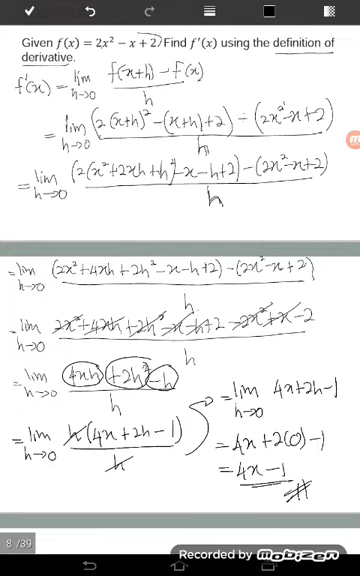 Given f(x) = 2x² − x + 2. Find f'(x) using the definition of
derivative.
f'(x) = lim h→0 f(x+h) − f(x) / h
= lim h→0 (2(x+h)² − (x+h) + 2) − (2x² − x + 2) / h
= lim h→0 (2(x² + 2xh + h²) − x − h + 2) − (2x² − x + 2) / h
= lim h→0 (2x² + 4xh + 2h² − x − h + 2) − (2x² − x + 2) / h
= lim h→0 2x² + 4xh + 2h² − x − h + 2 − 2x² + x − 2 / h
= lim h→0 4xh + 2h² − h / h
= lim h→0 h(4x + 2h − 1) / h
= lim h→0 4x + 2h − 1
= 4x + 2(0) − 1
= 4x − 1
8 /39
Recorded by mobizen